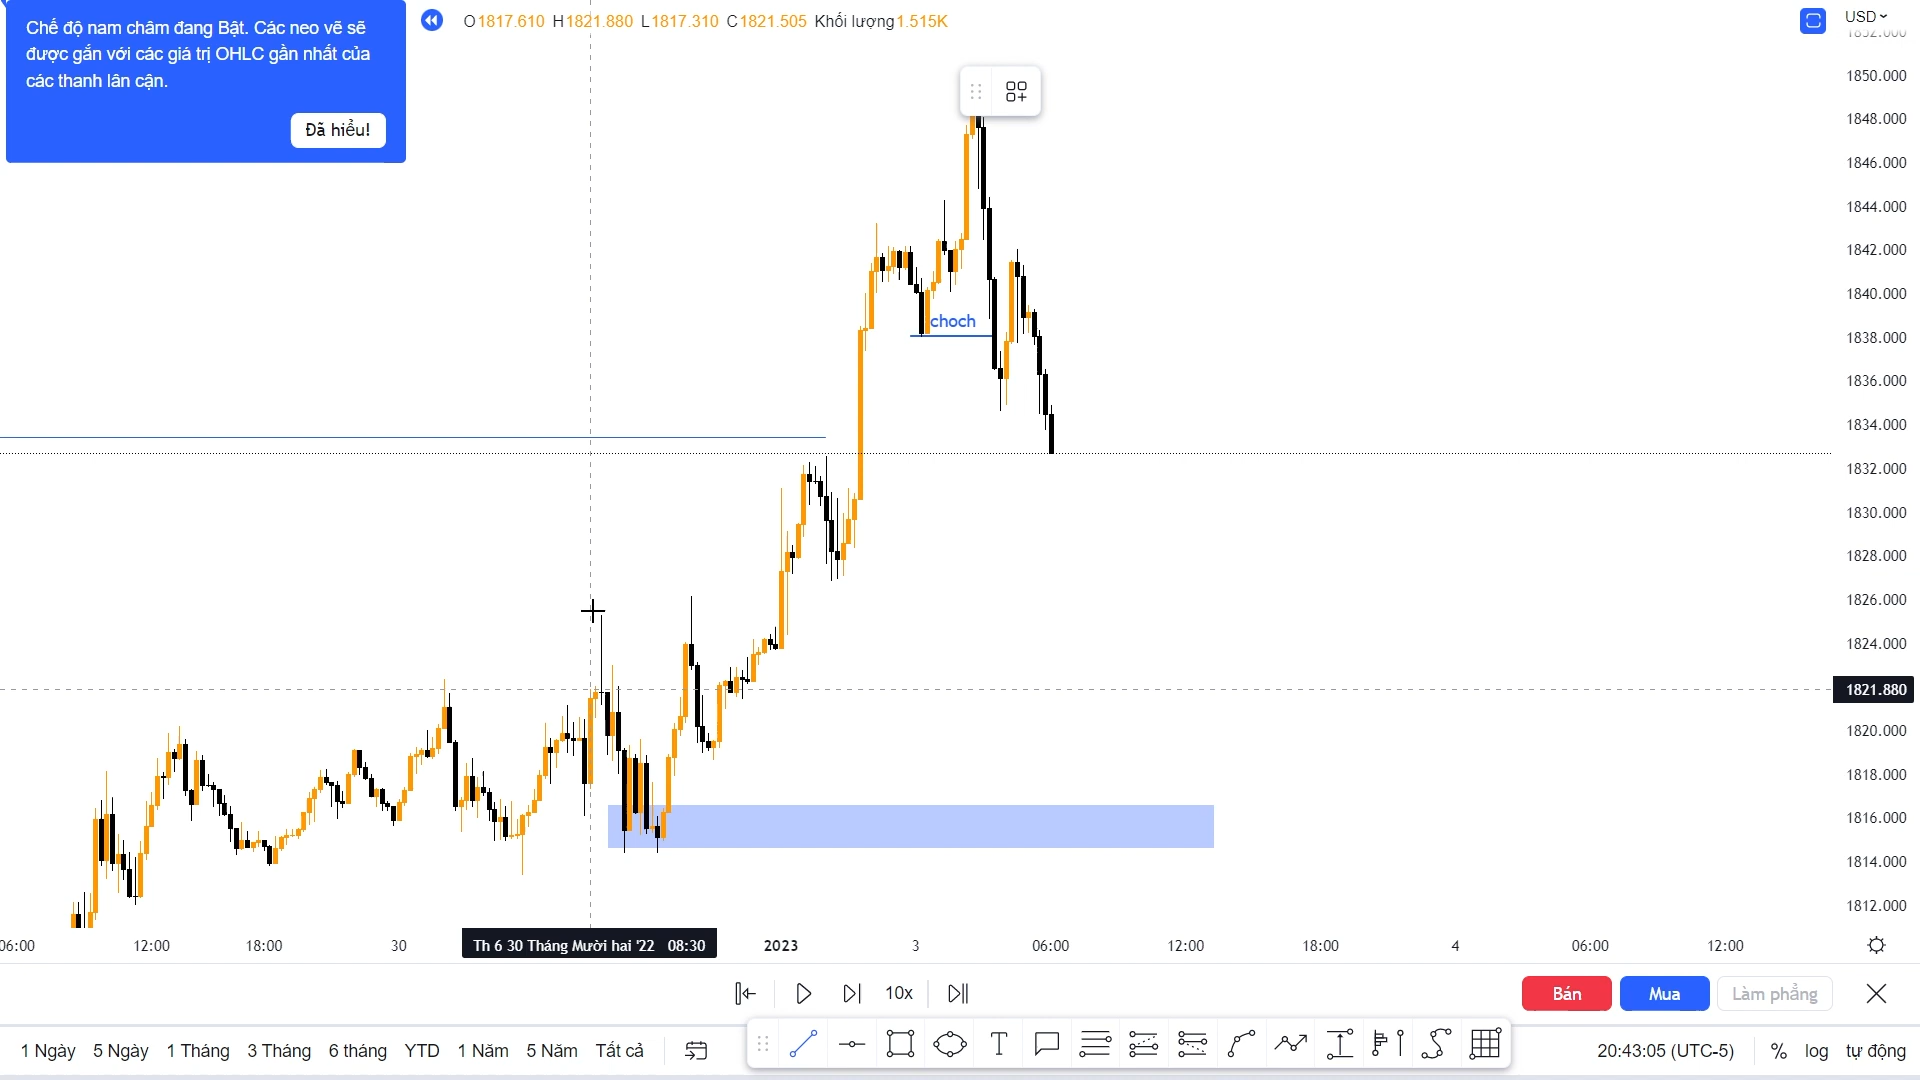 Chế độ nam châm đang Bật. Các neo vẽ sẽ
được gắn với các giá trị OHLC gần nhất của
các thanh lân cận.
Đã hiểu!
O1817.610 H1821.880 L1817.310 C1821.505 Khối lượng1.515K
USD
1852.000
1850.000
1848.000
1846.000
1844.000
1842.000
1840.000
1838.000
1836.000
1834.000
1832.000
1830.000
1828.000
1826.000
1824.000
1821.880
1820.000
1818.000
1816.000
1814.000
1812.000
choch
06:00 12:00 18:00 30 Th 6 30 Tháng Mười hai '22 08:30 2023 3 06:00 12:00 18:00 4 06:00 12:00
10x
Bán Mua Làm phẳng
1 Ngày 5 Ngày 1 Tháng 3 Tháng 6 tháng YTD 1 Năm 5 Năm Tất cả
T
20:43:05 (UTC-5) % log tự động